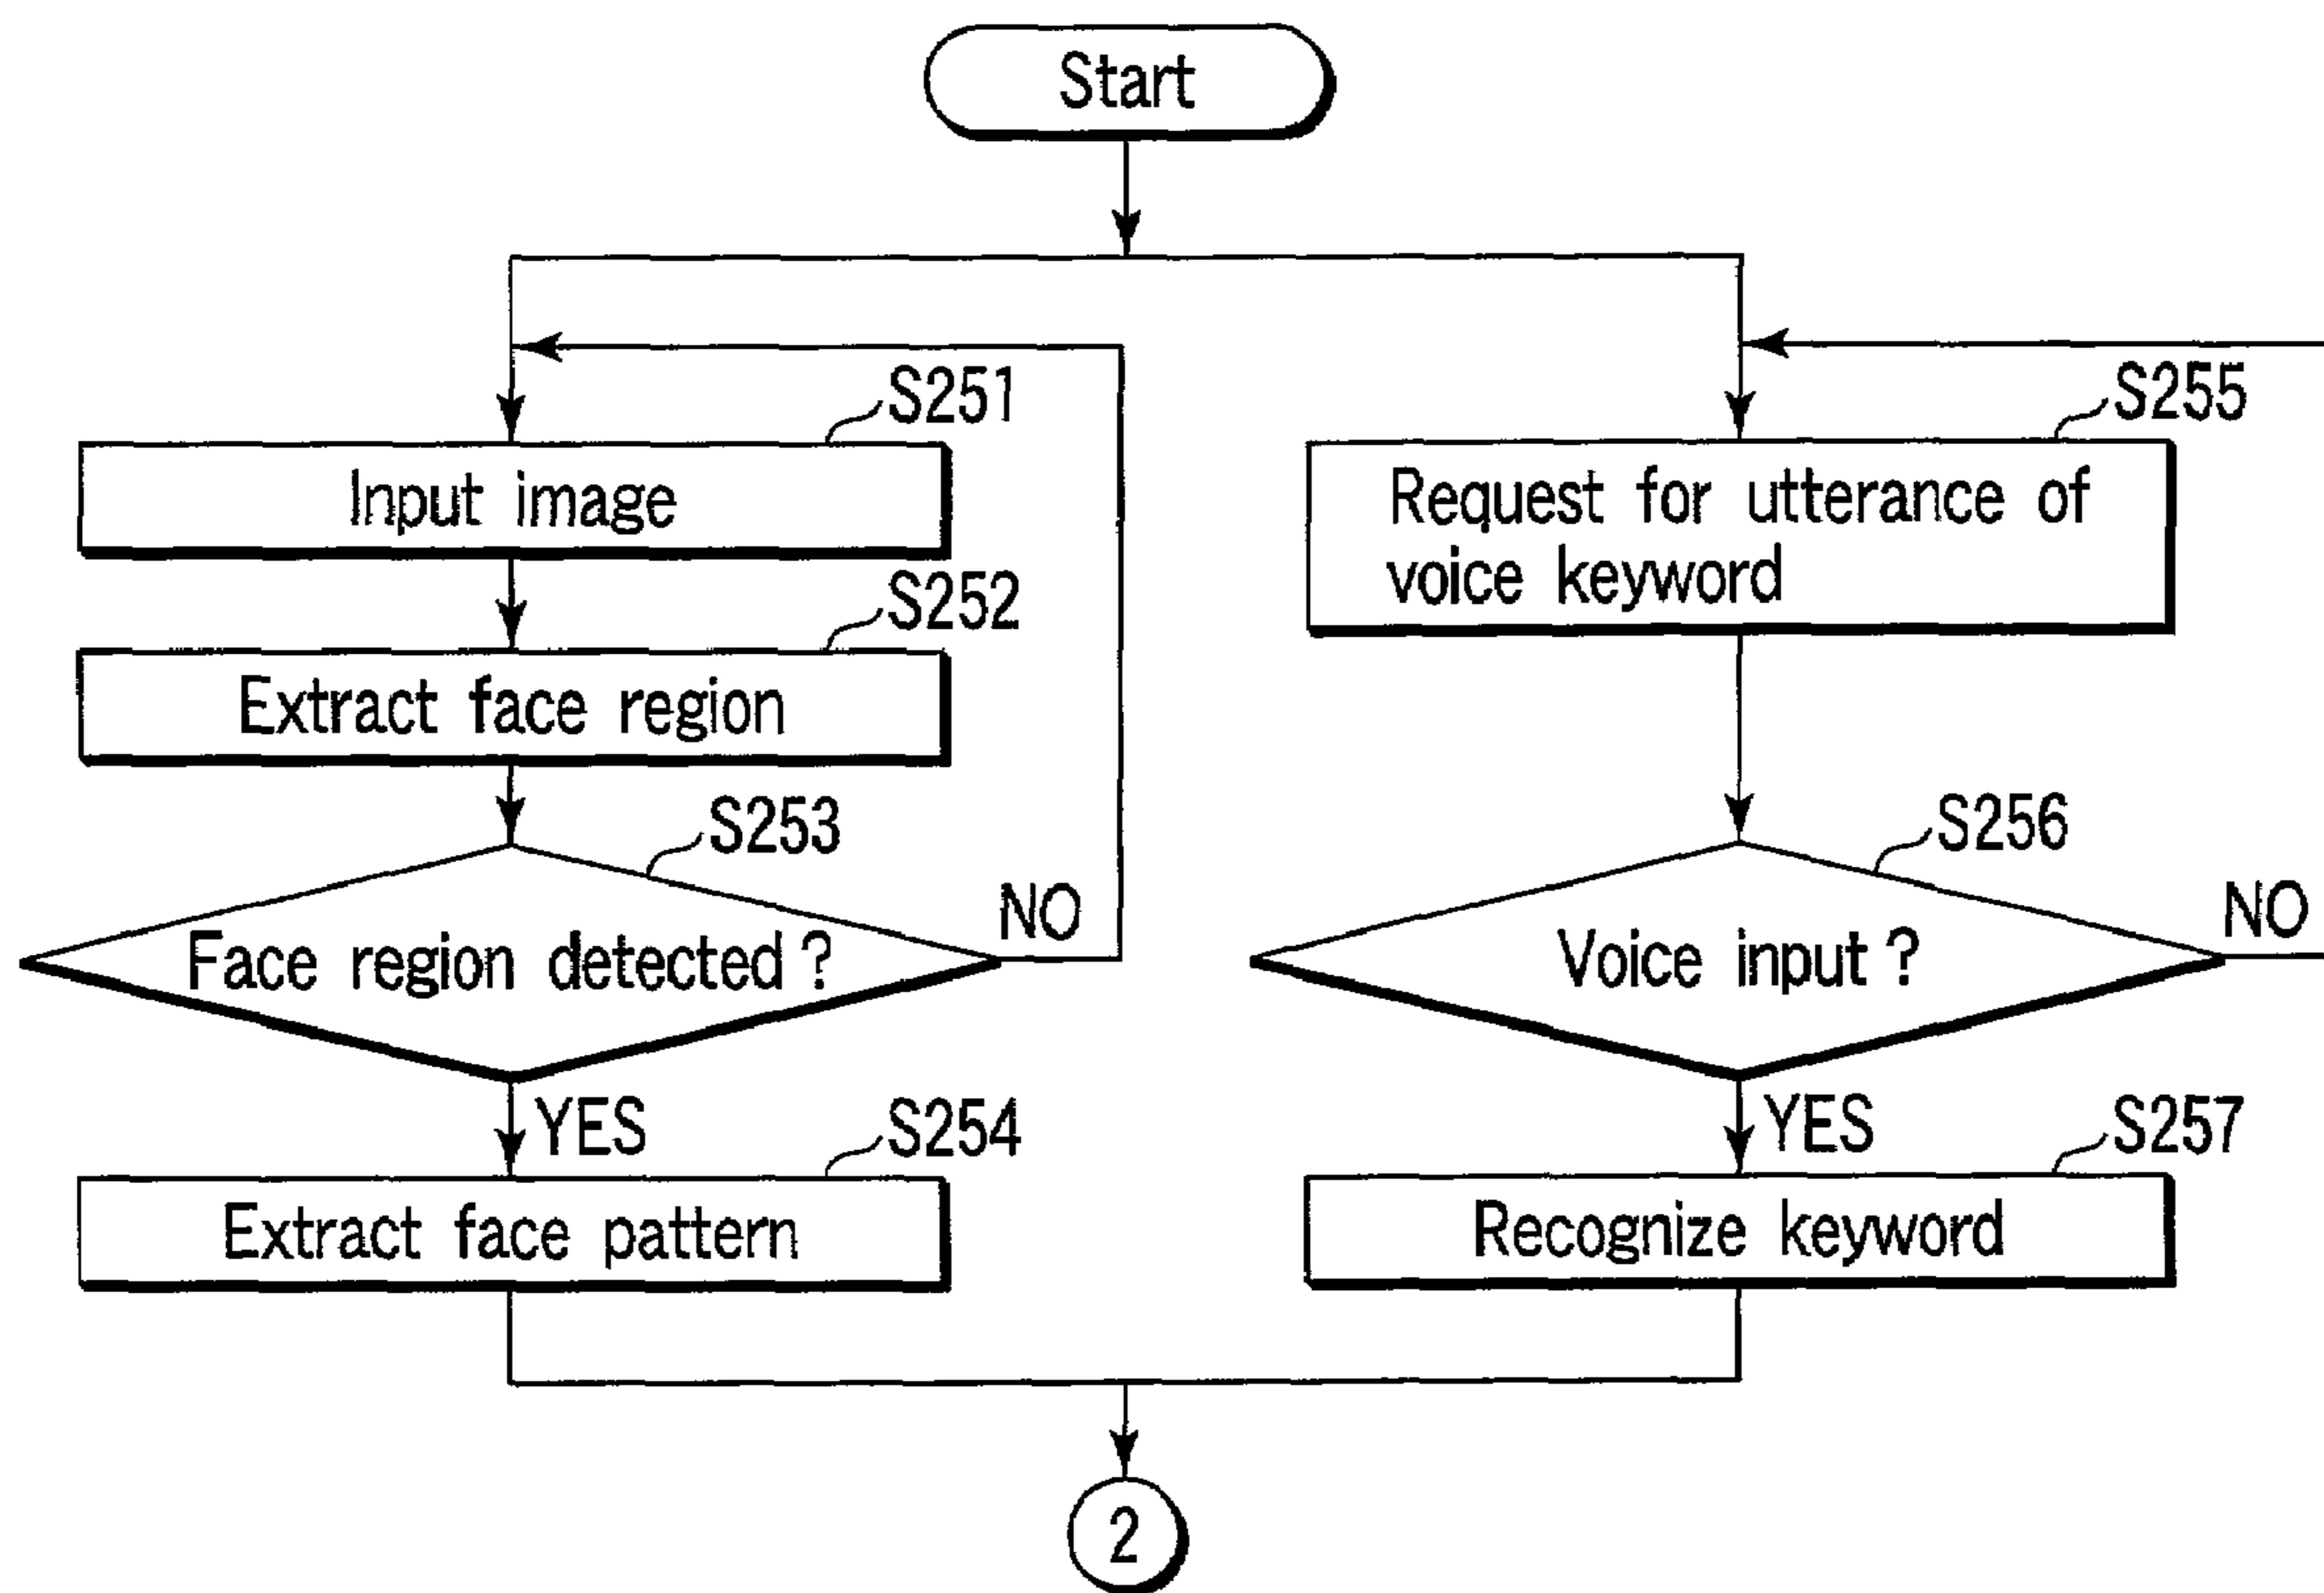 Start
S251
Input image
S252
Extract face region
S253
Face region detected ?
NO
YES
S254
Extract face pattern
S255
Request for utterance of
voice keyword
S256
Voice input ?
NO
YES
S257
Recognize keyword
2